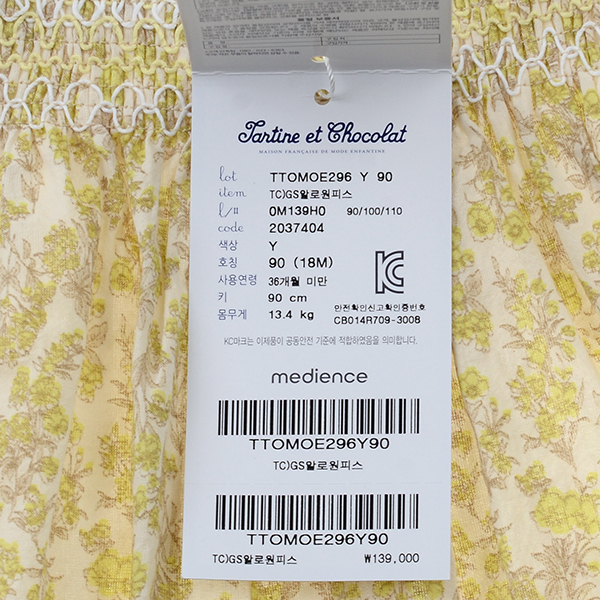 Tartine et Chocolat
MAISON FRANÇAISE DE MODE ENFANTINE
lot TTOMOE296 Y 90
item TC)GS알로원피스
l/# 0M139H0 90/100/110
code 2037404
색상 Y
호칭 90 (18M)
사용연령 36개월 미만
키 90 cm
몸무게 13.4 kg
안전확인신고확인증번호
CB014R709-3008
KC마크는 이제품이 공통안전 기준에 적합하였음을 의미합니다.
medience
TTOMOE296Y90
TC)GS알로원피스
TTOMOE296Y90
TC)GS알로원피스 ₩139,000